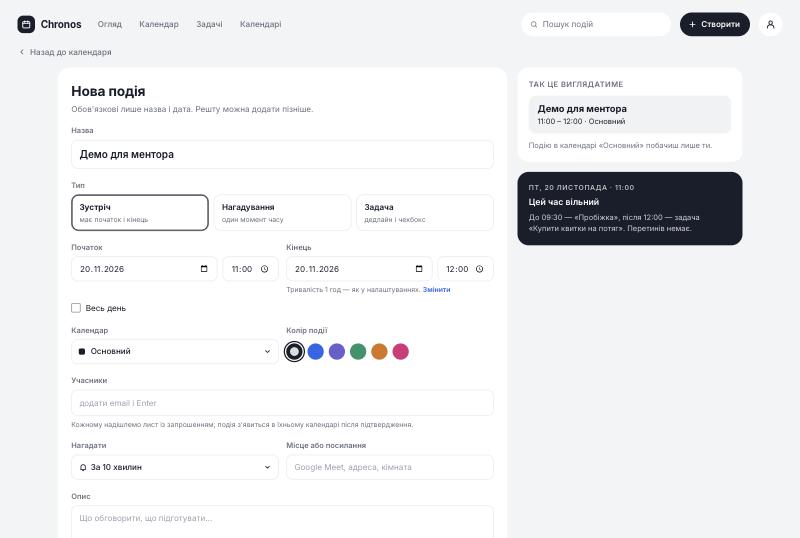 Chronos
Огляд
Календар
Задачі
Календарі
Пошук подій
Створити
Назад до календаря
Нова подія
Обов'язкові лише назва і дата. Решту можна додати пізніше.
Назва
Демо для ментора
Тип
Зустріч
має початок і кінець
Нагадування
один момент часу
Задача
дедлайн і чекбокс
Початок
20.11.2026
11:00
Кінець
20.11.2026
12:00
Тривалість 1 год — як у налаштуваннях. Змінити
Весь день
Календар
Основний
Колір події
Учасники
додати email і Enter
Кожному надішлемо лист із запрошенням; подія з'явиться в їхньому календарі після підтвердження.
Нагадати
За 10 хвилин
Місце або посилання
Google Meet, адреса, кімната
Опис
Що обговорити, що підготувати…
ТАК ЦЕ ВИГЛЯДАТИМЕ
Демо для ментора
11:00 – 12:00 · Основний
Подію в календарі «Основний» побачиш лише ти.
ПТ, 20 ЛИСТОПАДА · 11:00
Цей час вільний
До 09:30 — «Пробіжка», після 12:00 — задача
«Купити квитки на потяг». Перетинів немає.